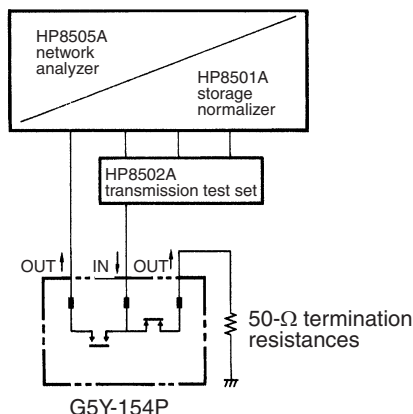 HP8505A
network
analyzer
HP8501A
storage
normalizer
HP8502A
transmission test set
OUT IN OUT
50-Ω termination
resistances
G5Y-154P